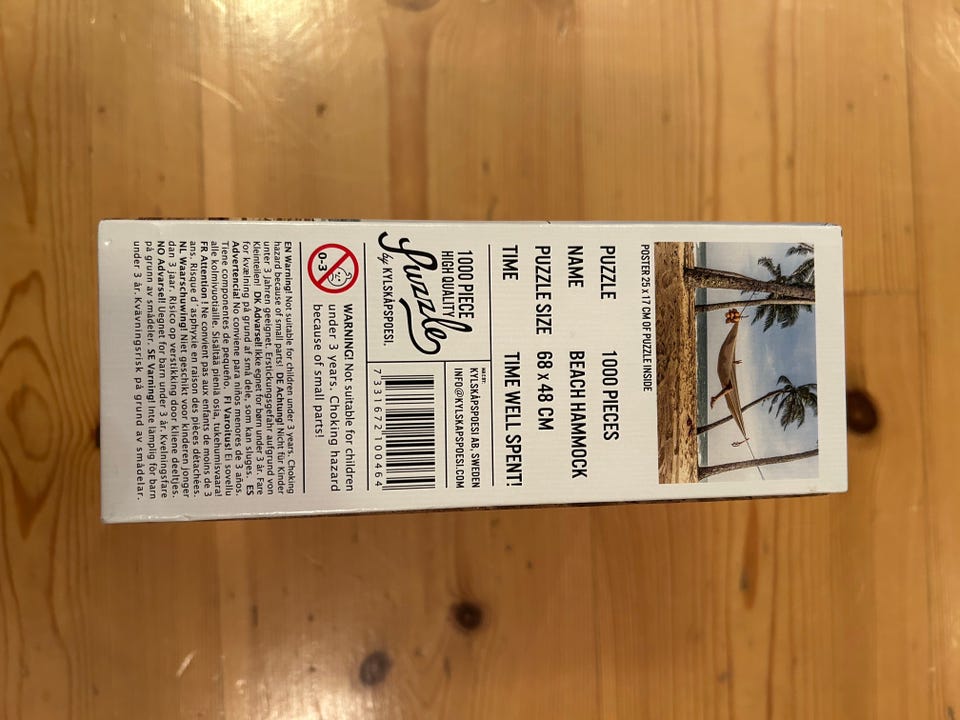 POSTER 25 x 17 CM OF PUZZLE INSIDE
PUZZLE 1000 PIECES
NAME BEACH HAMMOCK
PUZZLE SIZE 68 x 48 CM
TIME TIME WELL SPENT!
1000 PIECE
HIGH QUALITY
Puzzle
by KYLSKÅPSPOESI.
MADE BY:
KYLSKÅPSPOESI AB, SWEDEN
INFO@KYLSKAPSPOESI.COM
7 331672 100464
0-3
WARNING! Not suitable for children
under 3 years. Choking hazard
because of small parts!
EN Warning! Not suitable for children under 3 years. Choking
hazard because of small parts! DE Achtung! Nicht für Kinder
unter 3 Jahren geeignet. Erstickungsgefahr aufgrund von
Kleinteilen! DK Advarsel! Ikke egnet for børn under 3 år. Fare
for kvælning på grund af små dele, som kan sluges. ES
Advertencia! No conviene para niños menores de 3 años.
Tiene componentes de pequeño. FI Varoitus! Ei sovellu
alle kolmivuotiaille. Sisältää pieniä osia, tukehumisvaara!
FR Attention ! Ne convient pas aux enfants de moins de 3
ans. Risque d' asphyxie en raison des pièces détachées.
NL Waarschuwing! Niet geschikt voor kinderen jonger
dan 3 jaar. Risico op verstikking door kliene deeltjes.
NO Advarsel! Uegnet for barn under 3 år. Kvelningsfare
på grunn av smådeler. SE Varning! Inte lämplig for barn
under 3 år. Kvävningsrisk på grund av smådelar.